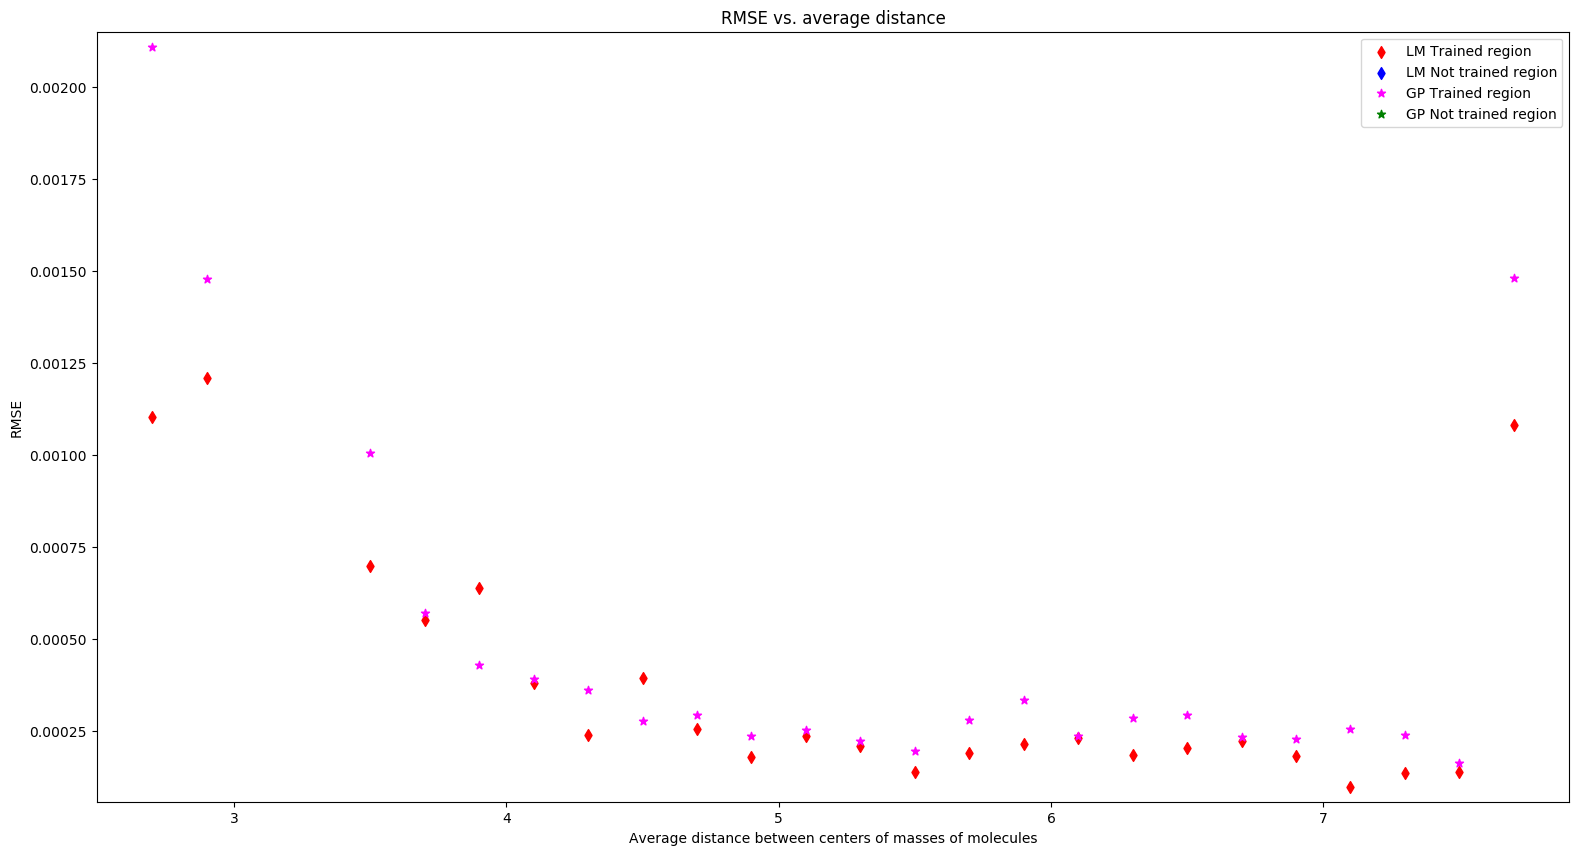 RMSE vs. average distance
LM Trained region
LM Not trained region
GP Trained region
GP Not trained region
0.00200
0.00175
0.00150
0.00125
0.00100
0.00075
0.00050
0.00025
RMSE
3 4 5 6 7
Average distance between centers of masses of molecules